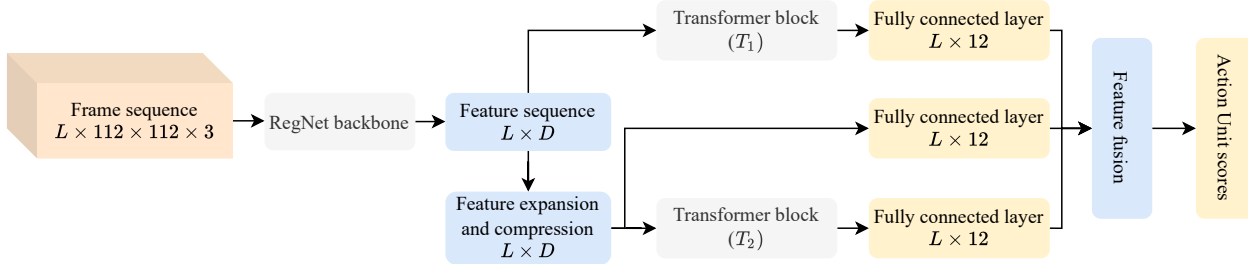 Frame sequence
L × 112 × 112 × 3
RegNet backbone
Feature sequence
L × D
Feature expansion
and compression
L × D
Transformer block
(T₁)
Fully connected layer
L × 12
Fully connected layer
L × 12
Transformer block
(T₂)
Fully connected layer
L × 12
Feature fusion
Action Unit scores